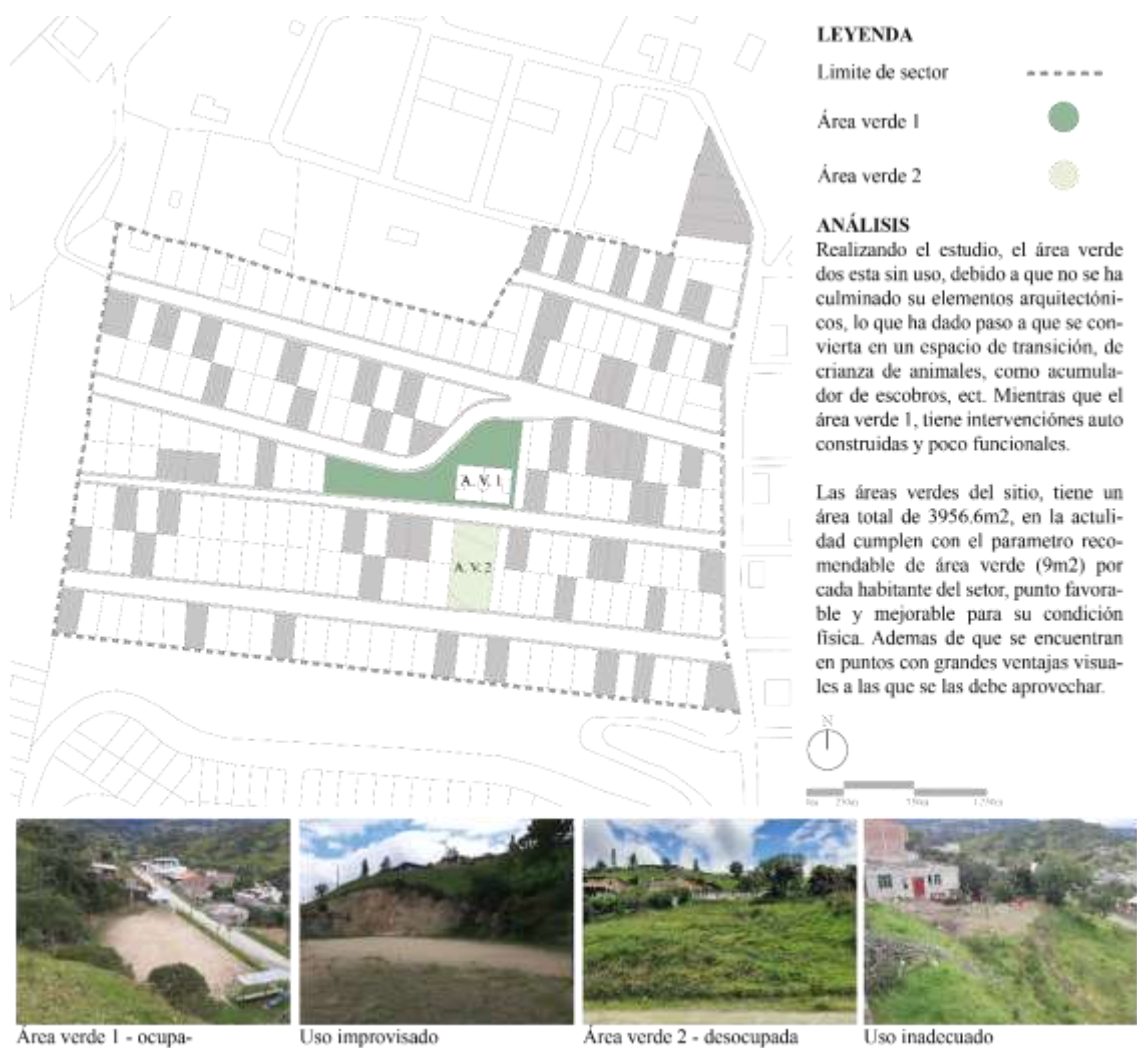 LEYENDA
Limite de sector
Área verde 1
Área verde 2
ANÁLISIS
Realizando el estudio, el área verde
dos esta sin uso, debido a que no se ha
culminado su elementos arquitectóni-
cos, lo que ha dado paso a que se con-
vierta en un espacio de transición, de
crianza de animales, como acumula-
dor de escobros, ect. Mientras que el
área verde 1, tiene intervenciónes auto
construidas y poco funcionales.
Las áreas verdes del sitio, tiene un
área total de 3956.6m2, en la actuli-
dad cumplen con el parametro reco-
mendable de área verde (9m2) por
cada habitante del setor, punto favora-
ble y mejorable para su condición
física. Ademas de que se encuentran
en puntos con grandes ventajas visua-
les a las que se las debe aprovechar.
A. V. 1
A. V. 2
N
Área verde 1 - ocupa-
Uso improvisado
Área verde 2 - desocupada
Uso inadecuado